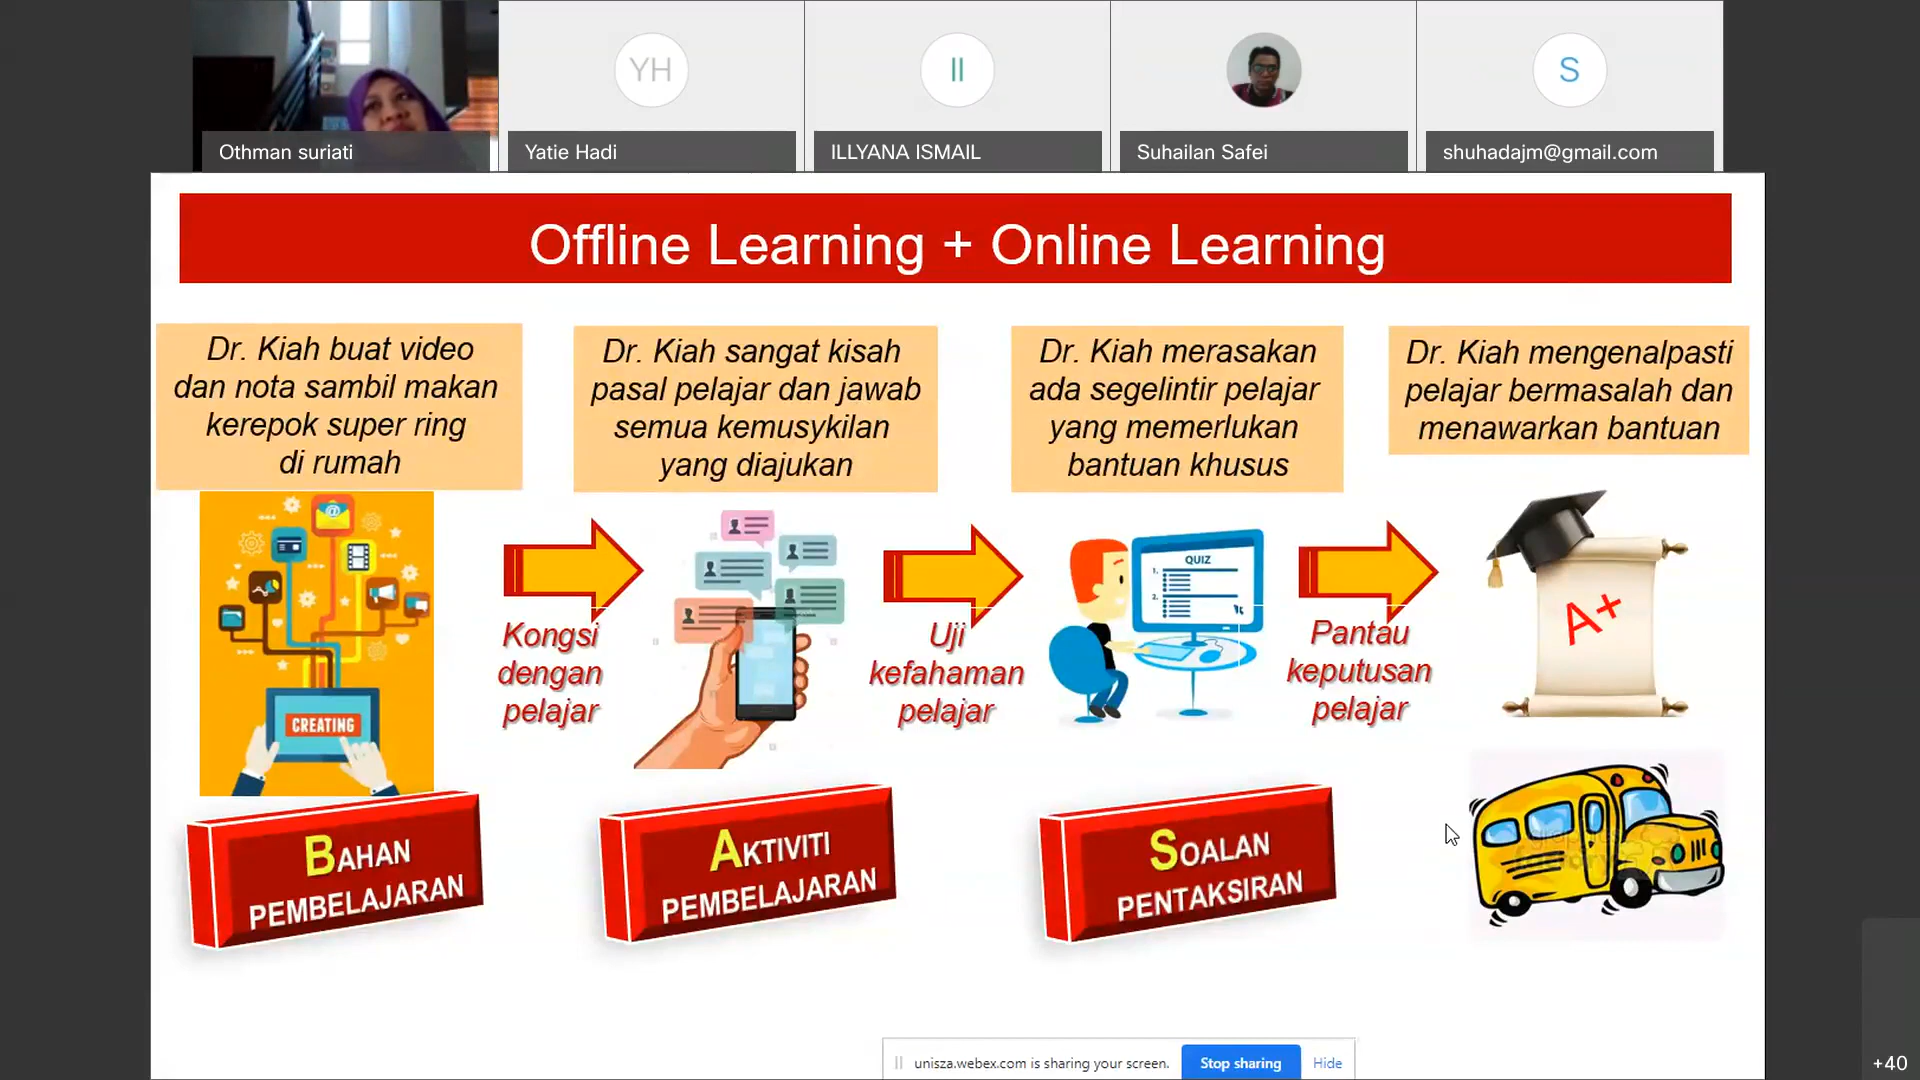 YH
II
S
Othman suriati
Yatie Hadi
ILLYANA ISMAIL
Suhailan Safei
shuhadajm@gmail.com
Offline Learning + Online Learning
Dr. Kiah buat video
dan nota sambil makan
kerepok super ring
di rumah
Dr. Kiah sangat kisah
pasal pelajar dan jawab
semua kemusykilan
yang diajukan
Dr. Kiah merasakan
ada segelintir pelajar
yang memerlukan
bantuan khusus
Dr. Kiah mengenalpasti
pelajar bermasalah dan
menawarkan bantuan
CREATING
Kongsi
dengan
pelajar
Uji
kefahaman
pelajar
QUIZ
1.
2.
Pantau
keputusan
pelajar
A+
BAHAN
PEMBELAJARAN
AKTIVITI
PEMBELAJARAN
SOALAN
PENTAKSIRAN
graphics
factory
unisza.webex.com is sharing your screen.
Stop sharing
Hide
+40